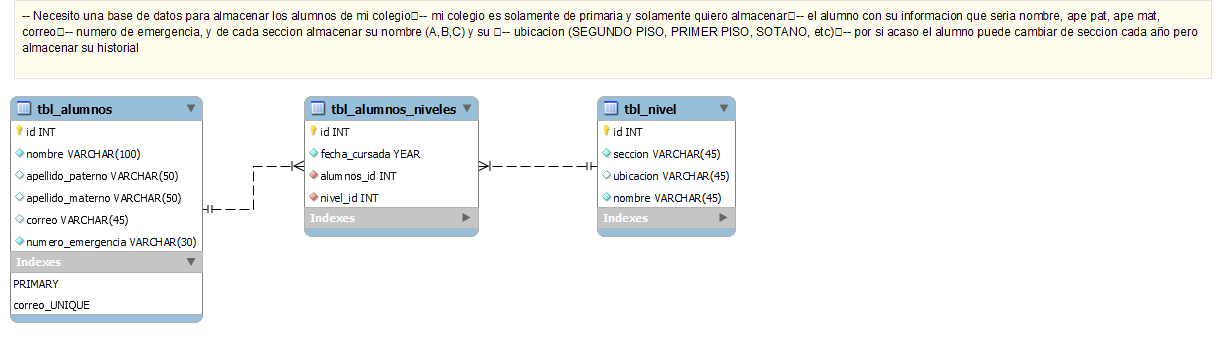 -- Necesito una base de datos para almacenar los alumnos de mi colegio□-- mi colegio es solamente de primaria y solamente quiero almacenar□-- el alumno con su informacion que seria nombre, ape pat, ape mat,
correo□-- numero de emergencia, y de cada seccion almacenar su nombre (A,B,C) y su □-- ubicacion (SEGUNDO PISO, PRIMER PISO, SOTANO, etc)□-- por si acaso el alumno puede cambiar de seccion cada año pero
almacenar su historial
tbl_alumnos
id INT
nombre VARCHAR(100)
apellido_paterno VARCHAR(50)
apellido_materno VARCHAR(50)
correo VARCHAR(45)
numero_emergencia VARCHAR(30)
Indexes
PRIMARY
correo_UNIQUE
tbl_alumnos_niveles
id INT
fecha_cursada YEAR
alumnos_id INT
nivel_id INT
Indexes
tbl_nivel
id INT
seccion VARCHAR(45)
ubicacion VARCHAR(45)
nombre VARCHAR(45)
Indexes